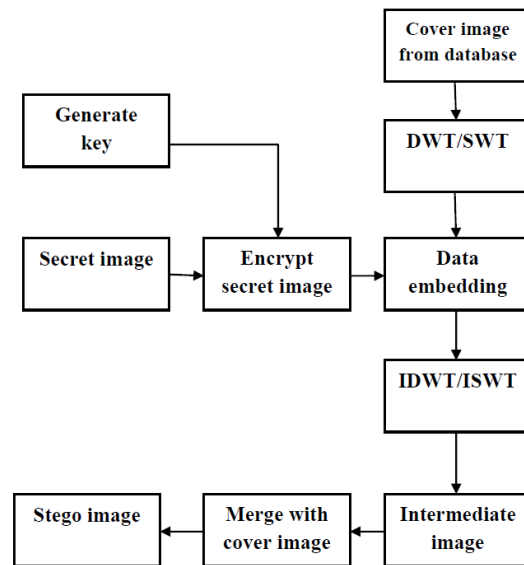 Cover image
from database
Generate
key
DWT/SWT
Secret image
Encrypt
secret image
Data
embedding
IDWT/ISWT
Stego image
Merge with
cover image
Intermediate
image